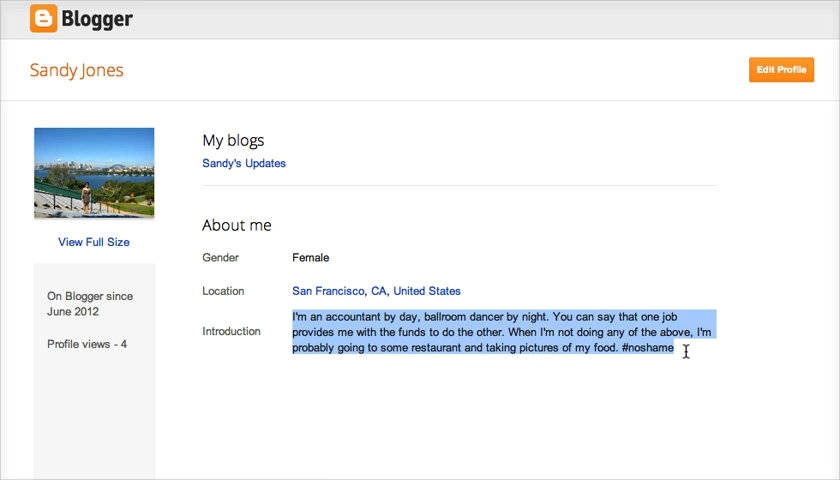 Blogger
Sandy Jones
Edit Profile
My blogs
Sandy's Updates
View Full Size
On Blogger since
June 2012
Profile views - 4
About me
Gender Female
Location San Francisco, CA, United States
Introduction
I'm an accountant by day, ballroom dancer by night. You can say that one job
provides me with the funds to do the other. When I'm not doing any of the above, I'm
probably going to some restaurant and taking pictures of my food. #noshame